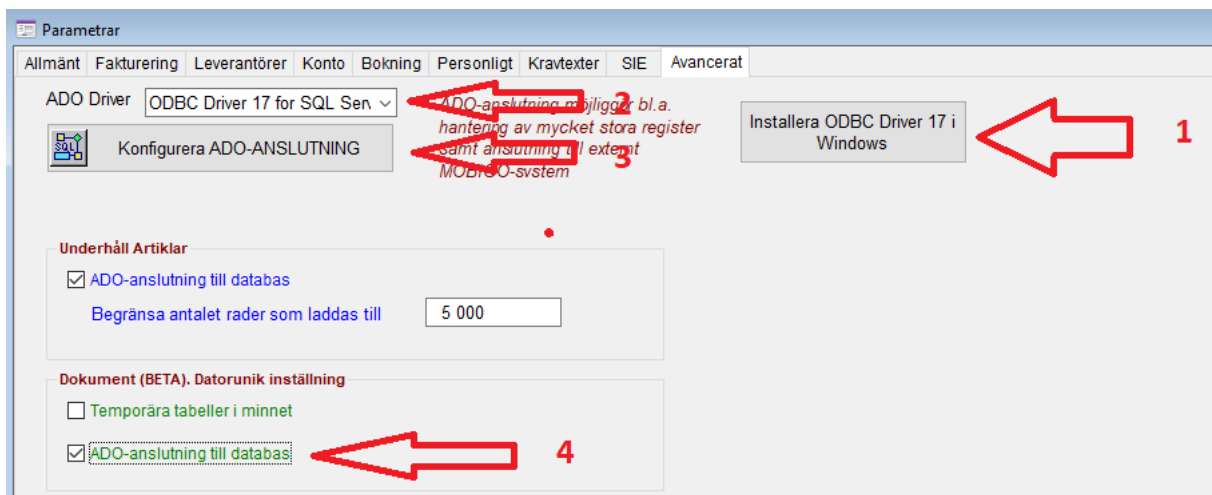 Parametrar
Allmänt Fakturering Leverantörer Konto Bokning Personligt Kravtexter SIE Avancerat
ADO Driver ODBC Driver 17 for SQL Serv 2
ADO-anslutning möjliggör bl.a.
hantering av mycket stora register
samt anslutning till externt
MOBIGO-system
Konfigurera ADO-ANSLUTNING 3
SQL
Installera ODBC Driver 17 i
Windows
1
Underhåll Artiklar
ADO-anslutning till databas
Begränsa antalet rader som laddas till 5 000
Dokument (BETA). Datorunik inställning
Temporära tabeller i minnet
ADO-anslutning till databas 4